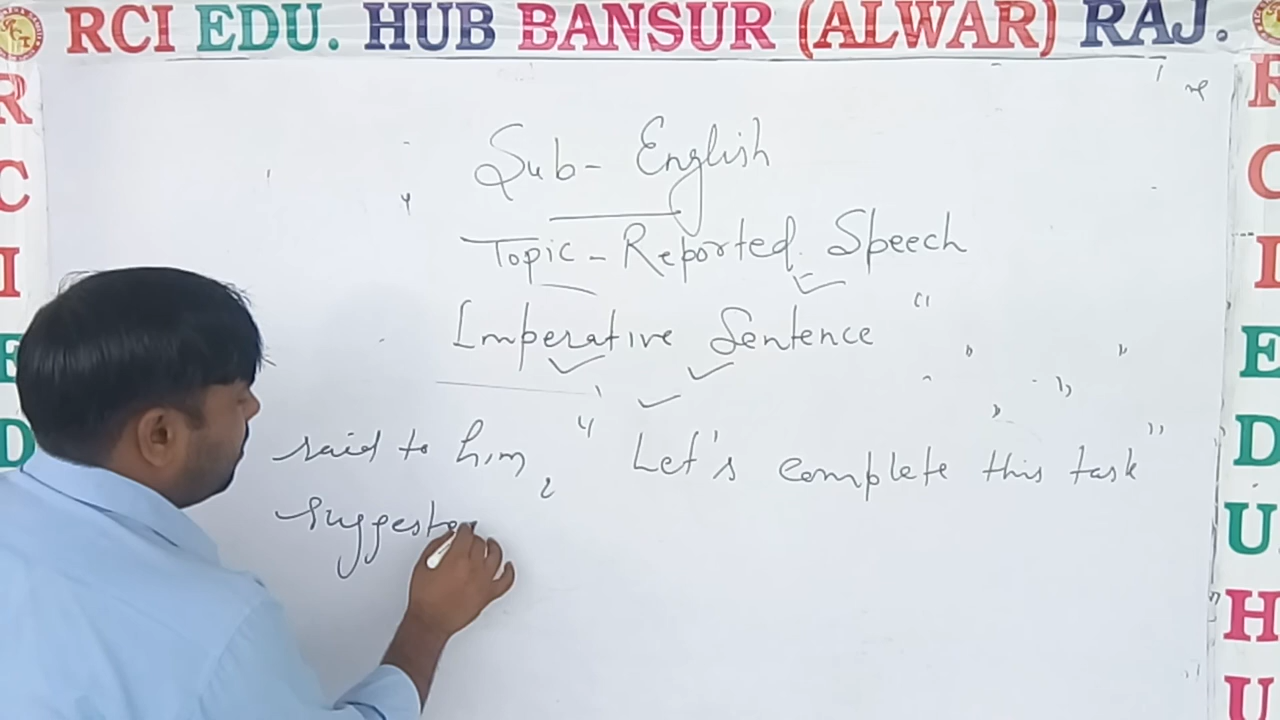 RCI EDU. HUB BANSUR (ALWAR) RAJ.
R
C
I
E
D
R
C
I
E
D
U.
H
U
Sub- English
Topic - Reported Speech
Imperative Sentence
said to him, " Let's complete this task "
suggested